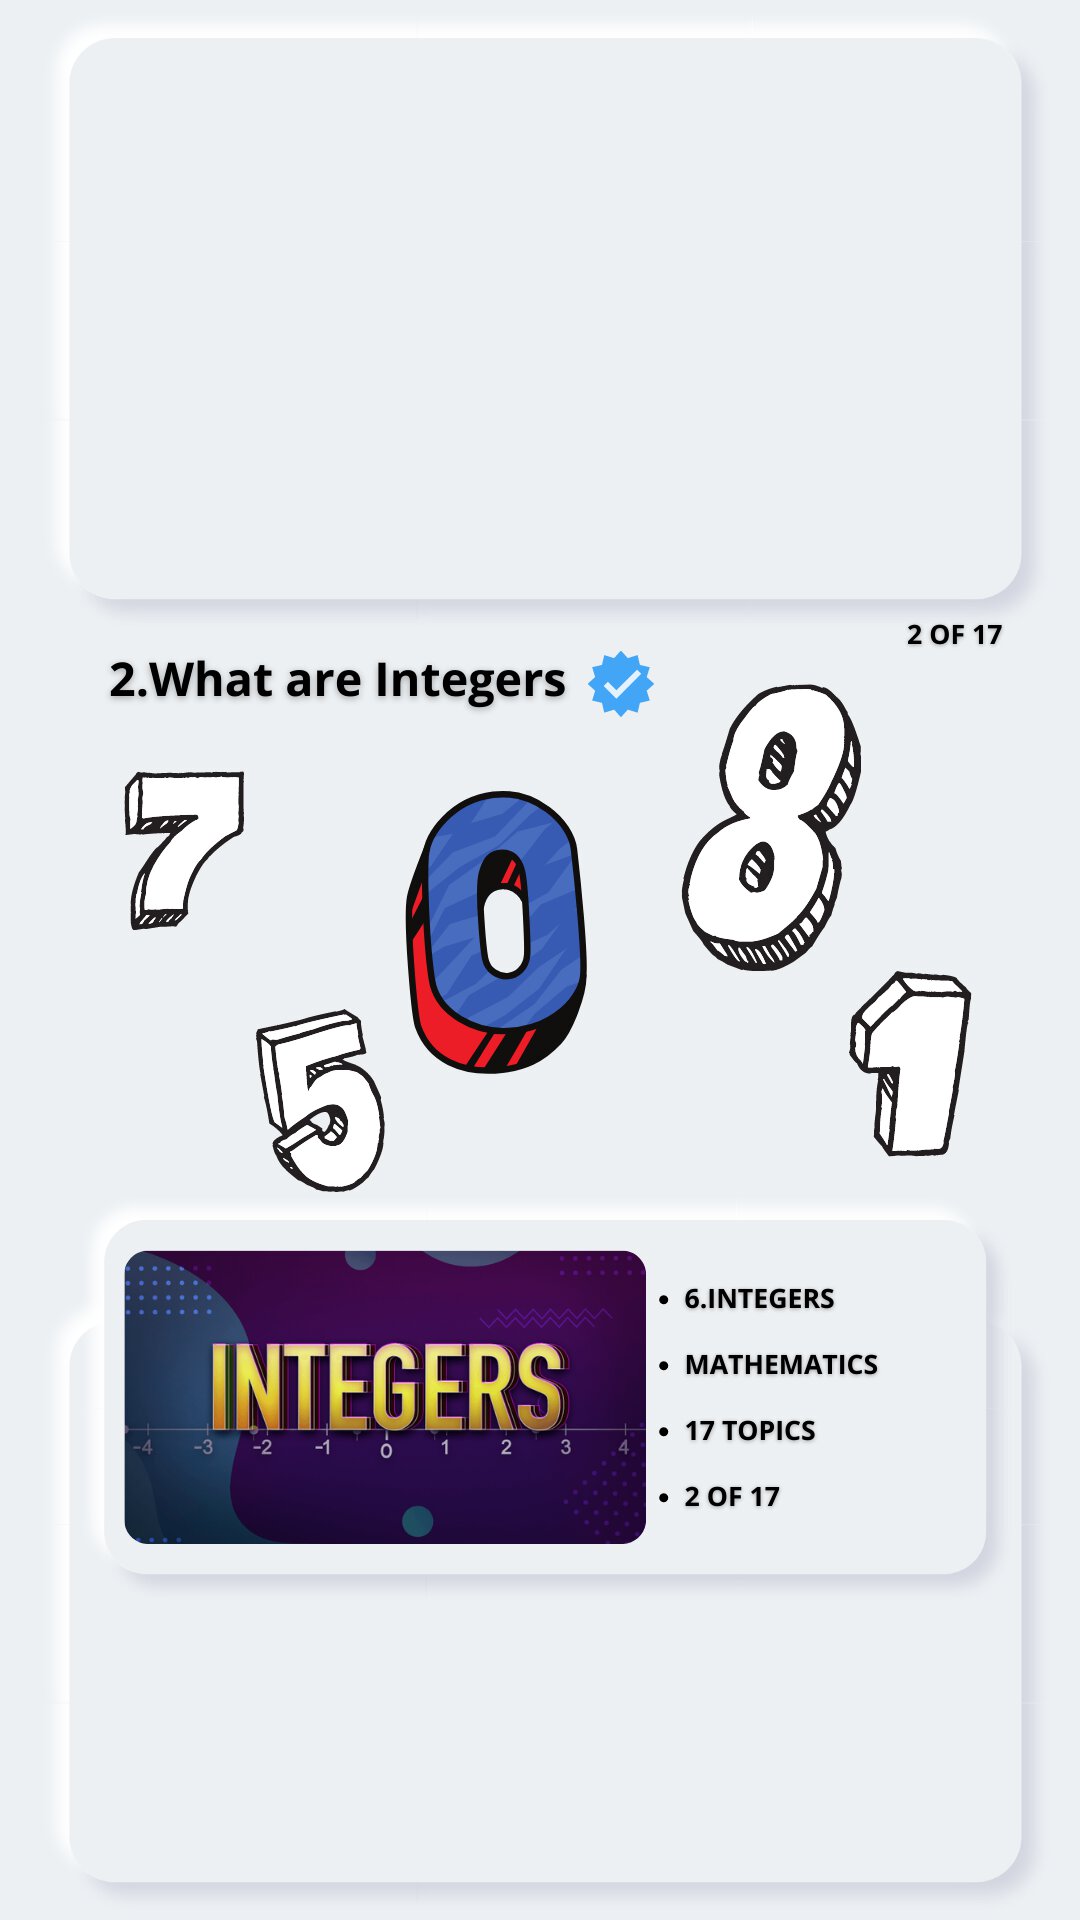 2 OF 17
2.What are Integers
7
0
8
5
1
INTEGERS
-4 -3 -2 -1 0 1 2 3 4
• 6.INTEGERS
• MATHEMATICS
• 17 TOPICS
• 2 OF 17